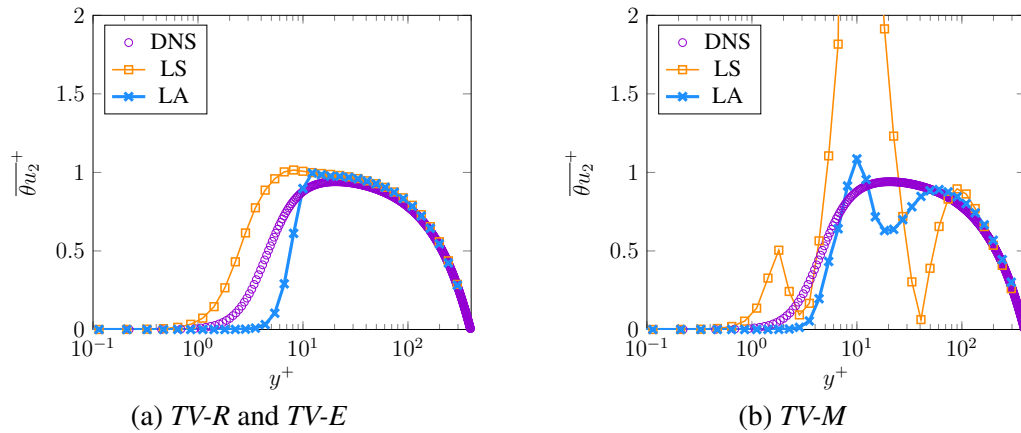 2
1.5
1
0.5
0
DNS
LS
LA
θu₂⁺
10⁻¹ 10⁰ 10¹ 10²
y⁺
(a) TV-R and TV-E
2
1.5
1
0.5
0
DNS
LS
LA
θu₂⁺
10⁻¹ 10⁰ 10¹ 10²
y⁺
(b) TV-M